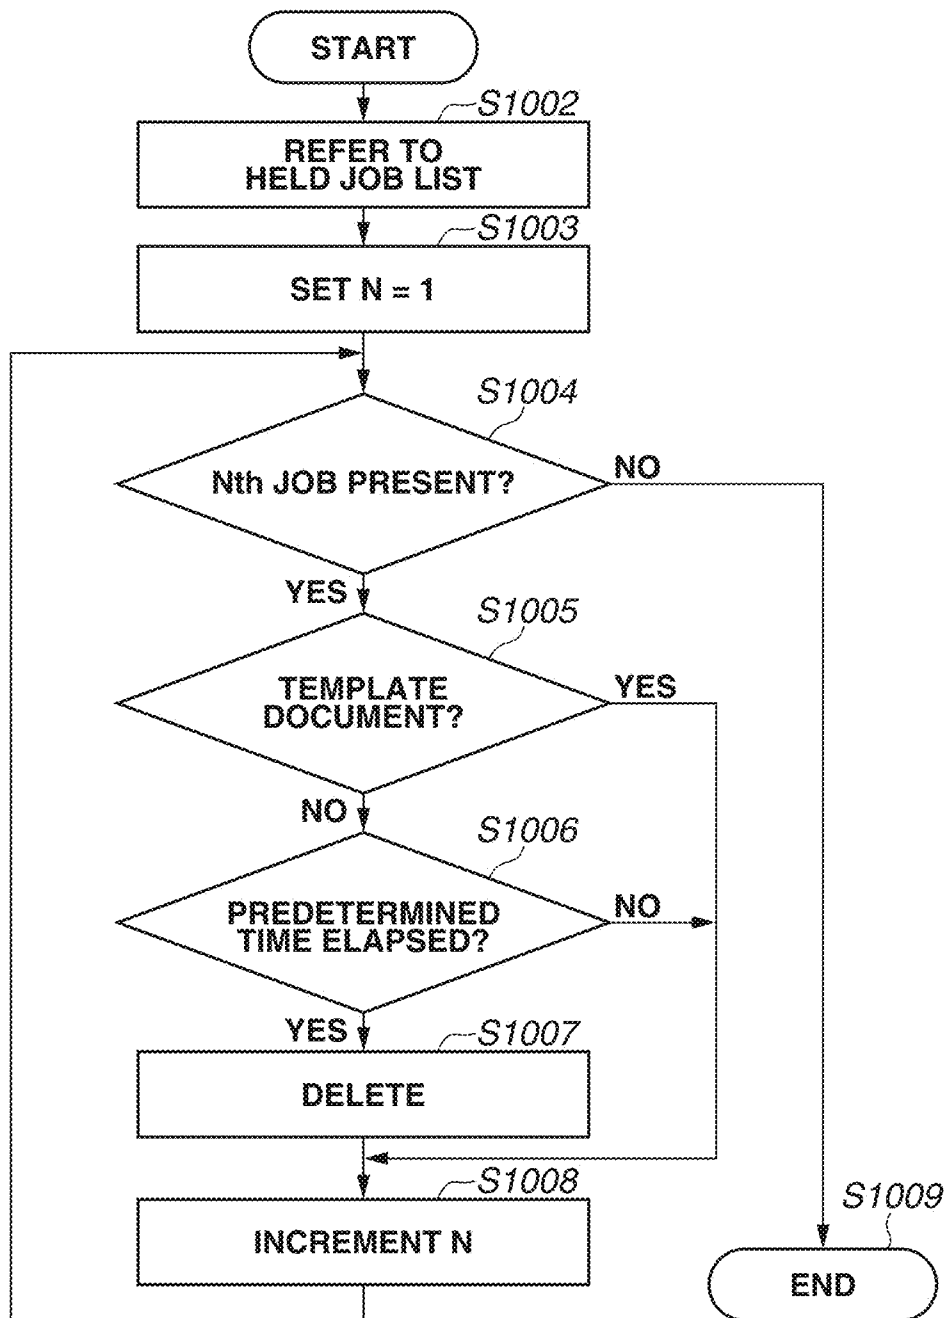 START
S1002
REFER TO
HELD JOB LIST
S1003
SET N = 1
S1004
Nth JOB PRESENT?
NO
YES
S1005
TEMPLATE
DOCUMENT?
YES
NO
S1006
PREDETERMINED
TIME ELAPSED?
NO
YES
S1007
DELETE
S1008
INCREMENT N
S1009
END